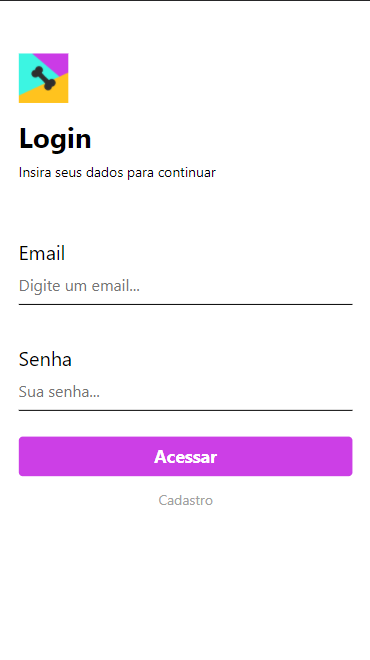 Login
Insira seus dados para continuar
Email
Digite um email...
Senha
Sua senha...
Acessar
Cadastro